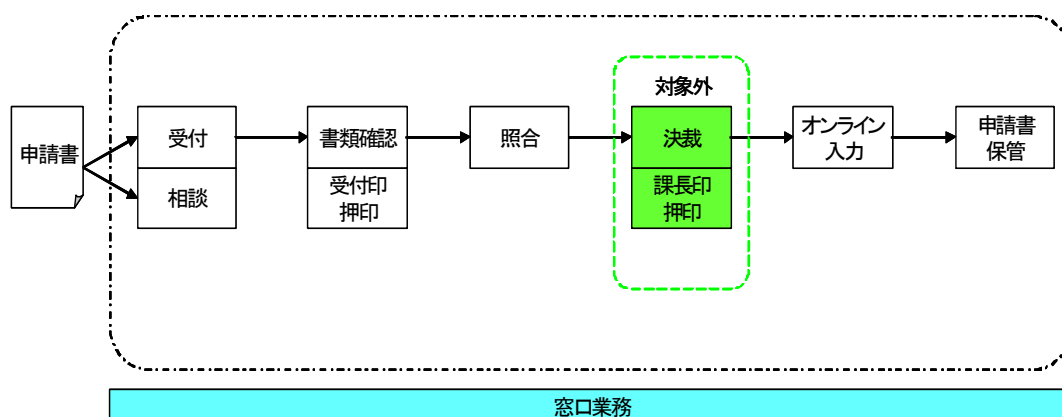 対象外
申請書
受付
相談
書類確認
受付印
押印
照合
決裁
課長印
押印
オンライン
入力
申請書
保管
窓口業務